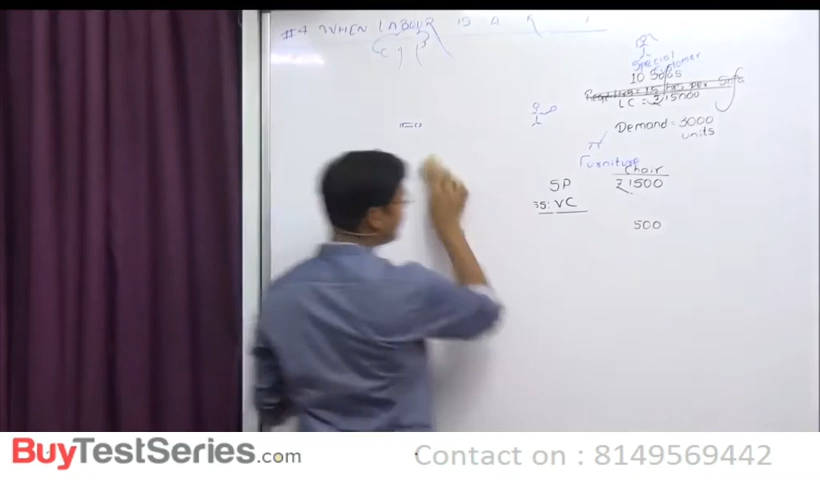 #4 WHEN LABOUR IS A
Special
Customer
10 Sofas
LC = ₹ 15000
Demand = 3000
units
Furniture
Chair
SP ₹1500
VC
500
BuyTestSeries.com
Contact on : 8149569442